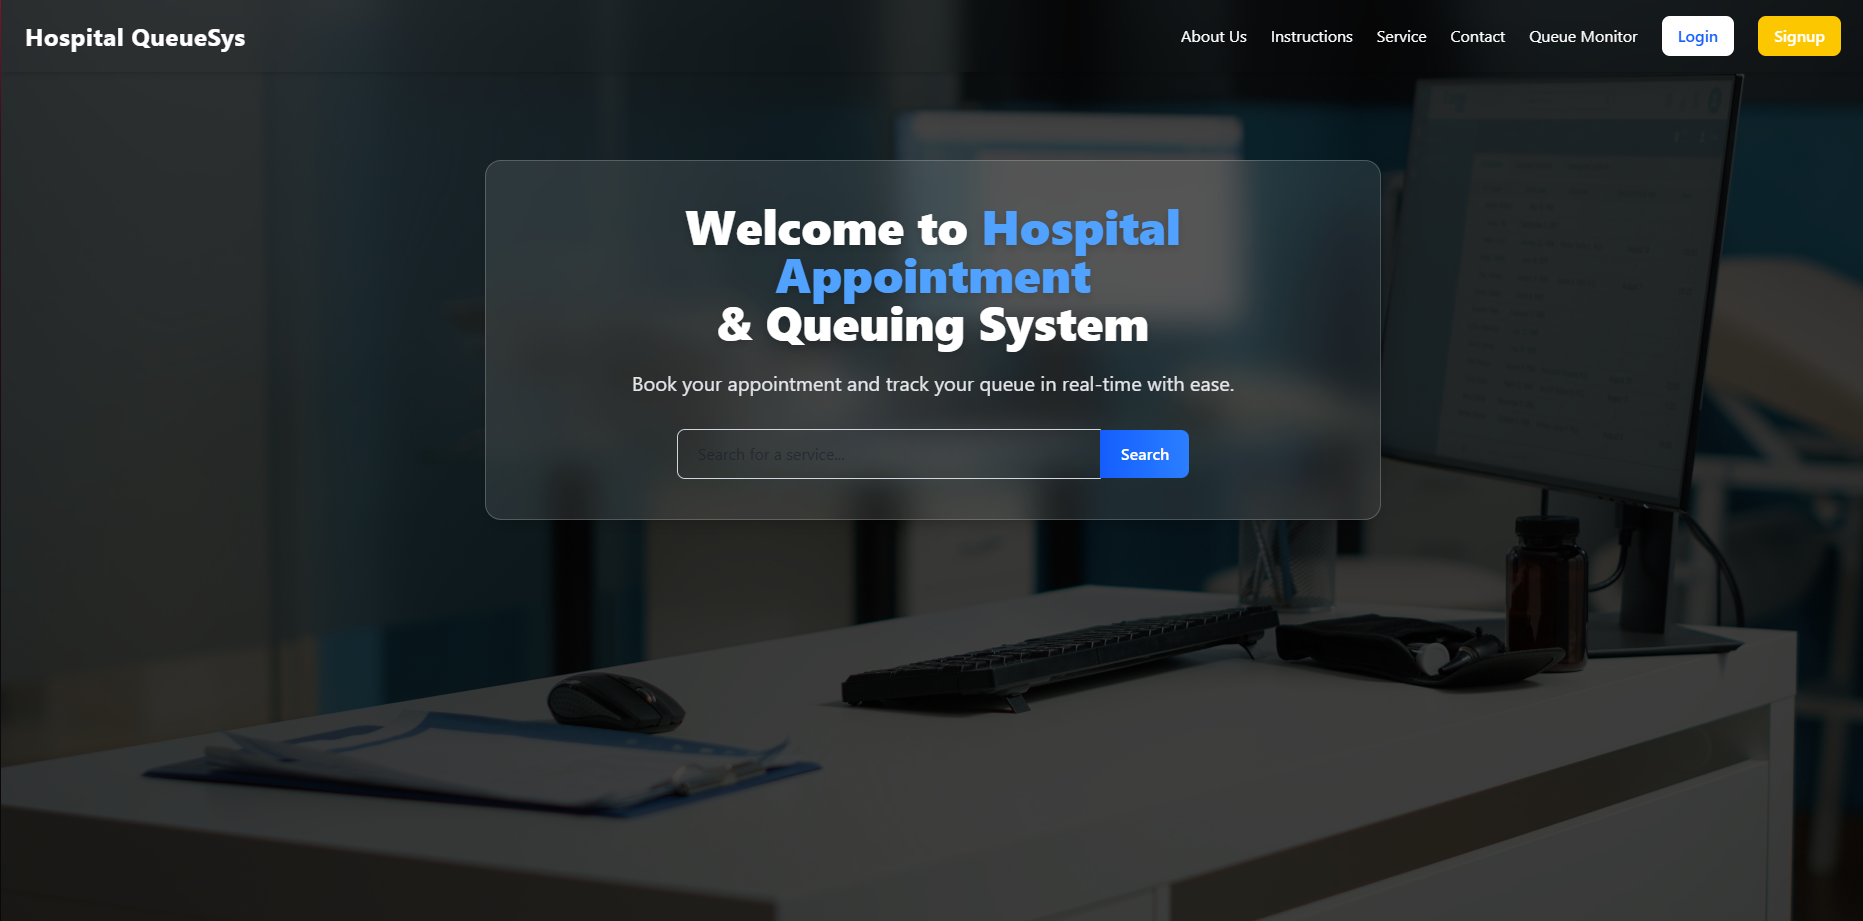 Hospital QueueSys
About Us
Instructions
Service
Contact
Queue Monitor
Login
Signup
Welcome to Hospital
Appointment
& Queuing System
Book your appointment and track your queue in real-time with ease.
Search for a service...
Search